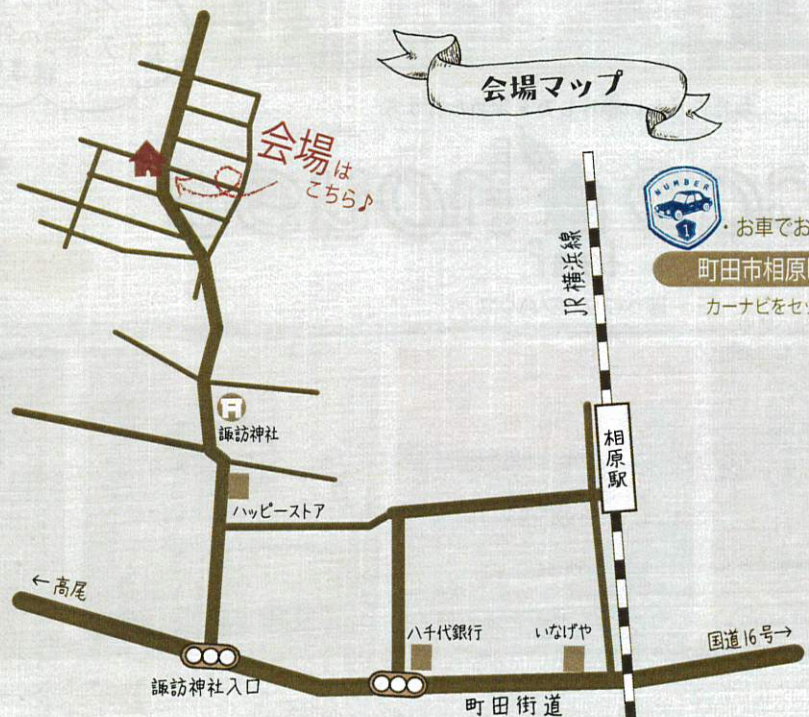 会場マップ
会場は
こちら♪
JR横浜線
NUMBER
1
・お車でお
町田市相原
カーナビをセッ
相原駅
諏訪神社
ハッピーストア
←高尾
八千代銀行
いなげや
国道16号→
諏訪神社入口
町田街道